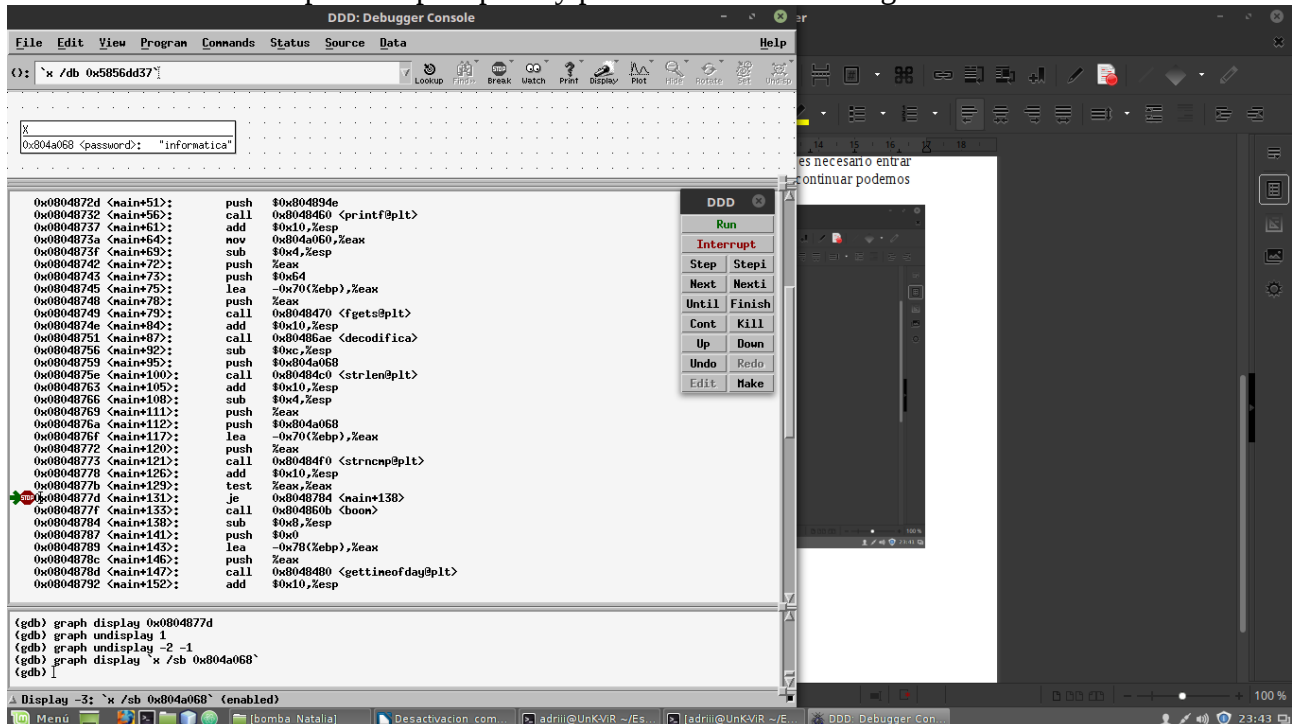 DDD: Debugger Console
File Edit View Program Commands Status Source Data Help
(): `x /db 0x5856dd37`
Lookup Break Watch Print Display Plot Hide Rotate Set Undisp
X
0x804a068 <password>: "informatica"
0x0804872d <main+51>: push $0x804894e
0x08048732 <main+56>: call 0x8048460 <printf@plt>
0x08048737 <main+61>: add $0x10,%esp
0x0804873a <main+64>: mov 0x804a060,%eax
0x0804873f <main+69>: sub $0x4,%esp
0x08048742 <main+72>: push %eax
0x08048743 <main+73>: push $0x64
0x08048745 <main+75>: lea -0x70(%ebp),%eax
0x08048748 <main+78>: push %eax
0x08048749 <main+79>: call 0x8048470 <fgets@plt>
0x0804874e <main+84>: add $0x10,%esp
0x08048751 <main+87>: call 0x80486ae <decodifica>
0x08048756 <main+92>: sub $0xc,%esp
0x08048759 <main+95>: push $0x804a068
0x0804875e <main+100>: call 0x80484c0 <strlen@plt>
0x08048763 <main+105>: add $0x10,%esp
0x08048766 <main+108>: sub $0x4,%esp
0x08048769 <main+111>: push %eax
0x0804876a <main+112>: push $0x804a068
0x0804876f <main+117>: lea -0x70(%ebp),%eax
0x08048772 <main+120>: push %eax
0x08048773 <main+121>: call 0x80484f0 <strncmp@plt>
0x08048778 <main+126>: add $0x10,%esp
0x0804877b <main+129>: test %eax,%eax
0x0804877d <main+131>: je 0x8048784 <main+138>
0x0804877f <main+133>: call 0x804860b <boom>
0x08048784 <main+138>: sub $0x8,%esp
0x08048787 <main+141>: push $0x0
0x08048789 <main+143>: lea -0x78(%ebp),%eax
0x0804878c <main+146>: push %eax
0x0804878d <main+147>: call 0x8048480 <gettimeofday@plt>
0x08048792 <main+152>: add $0x10,%esp
DDD
Run
Interrupt
Step Stepi
Next Nexti
Until Finish
Cont Kill
Up Down
Undo Redo
Edit Make
(gdb) graph display 0x0804877d
(gdb) graph undisplay 1
(gdb) graph undisplay -2 -1
(gdb) graph display `x /sb 0x804a068`
(gdb)
Display -3: `x /sb 0x804a068` (enabled)
14 15 16 17 18
es necesario entrar
continuar podemos
100 %
Menú [bomba Natalia] Desactivacion com... adriii@UnK-ViR ~/Es... [adriii@UnK-ViR ~/E... DDD: Debugger Con... 23:43